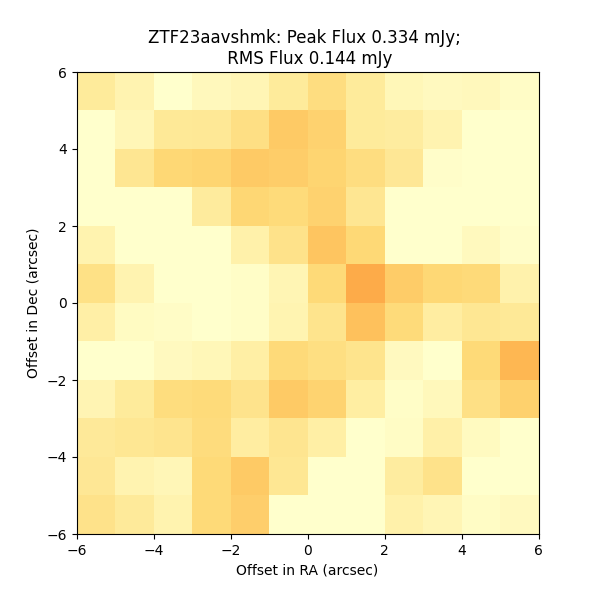 ZTF23aavshmk: Peak Flux 0.334 mJy;
RMS Flux 0.144 mJy
6
4
2
0
−2
−4
−6
Offset in Dec (arcsec)
−6 −4 −2 0 2 4 6
Offset in RA (arcsec)